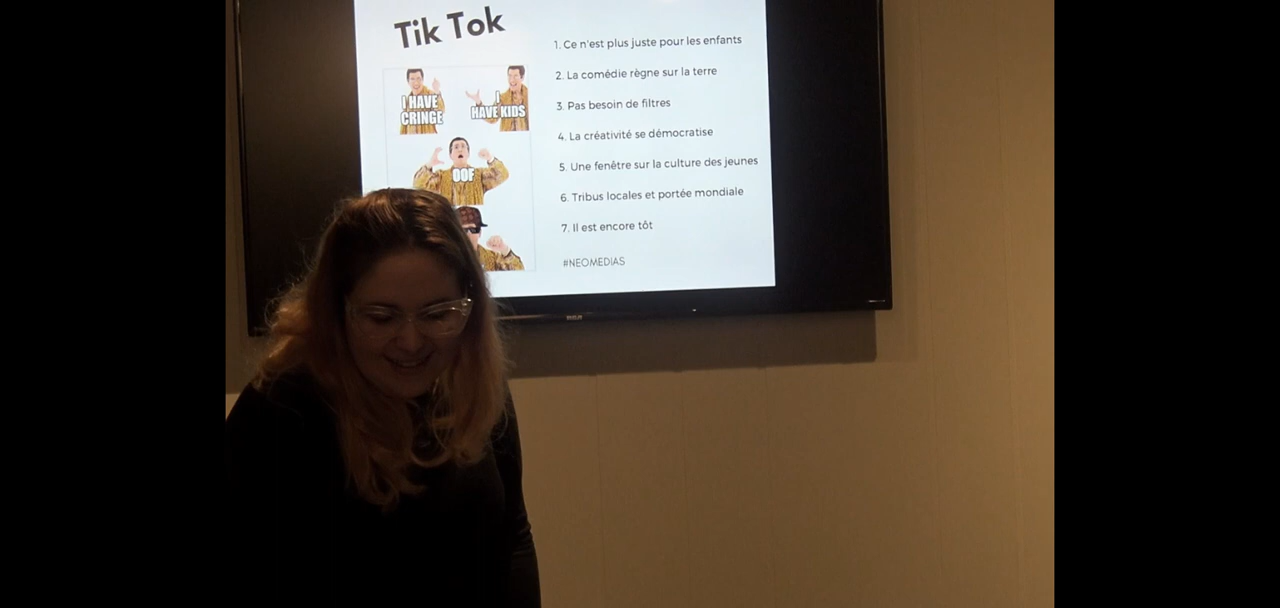 Tik Tok
I HAVE
CRINGE
I
HAVE KIDS
OOF
1. Ce n'est plus juste pour les enfants
2. La comédie règne sur la terre
3. Pas besoin de filtres
4. La créativité se démocratise
5. Une fenêtre sur la culture des jeunes
6. Tribus locales et portée mondiale
7. Il est encore tôt
#NEOMEDIAS
RCA